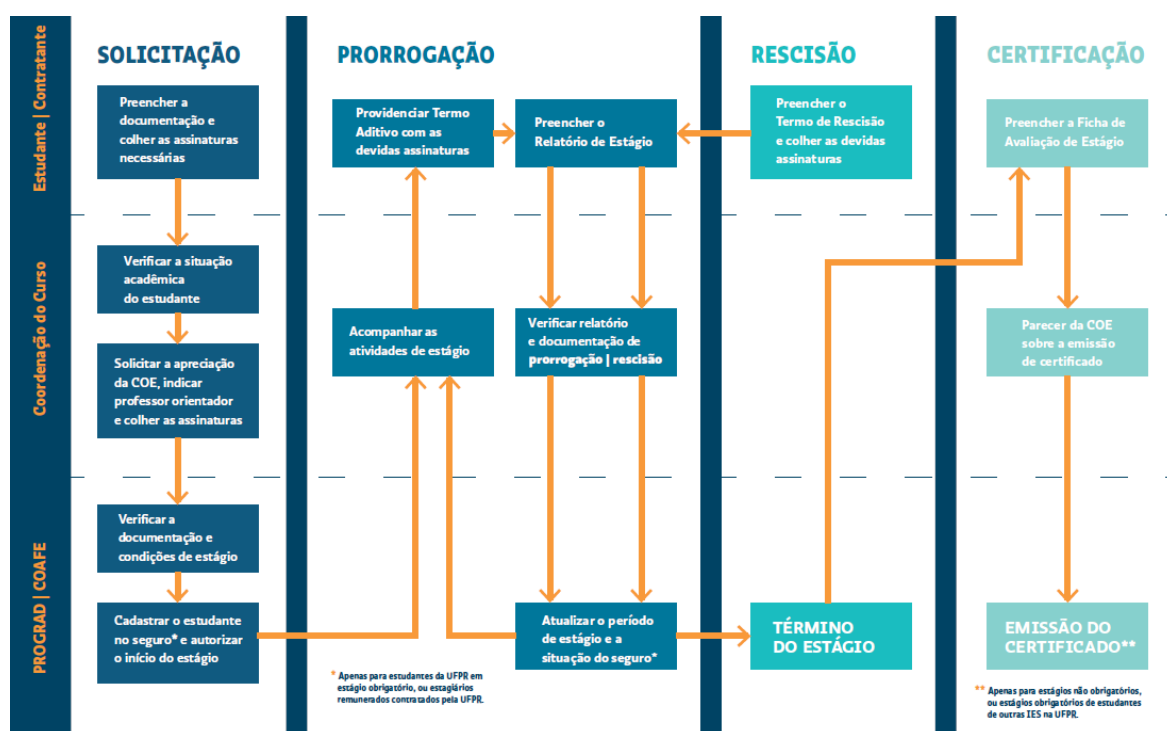 Estudante | Contratante
Coordenação do Curso
PROGRAD | COAFE
SOLICITAÇÃO
Preencher a
documentação e
colher as assinaturas
necessárias
Verificar a situação
acadêmica
do estudante
Solicitar a apreciação
da COE, indicar
professor orientador
e colher as assinaturas
Verificar a
documentação e
condições de estágio
Cadastrar o estudante
no seguro* e autorizar
o início do estágio
PRORROGAÇÃO
Providenciar Termo
Aditivo com as
devidas assinaturas
Preencher o
Relatório de Estágio
Acompanhar as
atividades de estágio
Verificar relatório
e documentação de
prorrogação | rescisão
Atualizar o período
de estágio e a
situação do seguro*
* Apenas para estudantes da UFPR em
estágio obrigatório, ou estagiários
remunerados contratados pela UFPR.
RESCISÃO
Preencher o
Termo de Rescisão
e colher as devidas
assinaturas
TÉRMINO
DO ESTÁGIO
CERTIFICAÇÃO
Preencher a Ficha de
Avaliação de Estágio
Parecer da COE
sobre a emissão
de certificado
EMISSÃO DO
CERTIFICADO**
** Apenas para estágios não obrigatórios,
ou estágios obrigatórios de estudantes
de outras IES na UFPR.